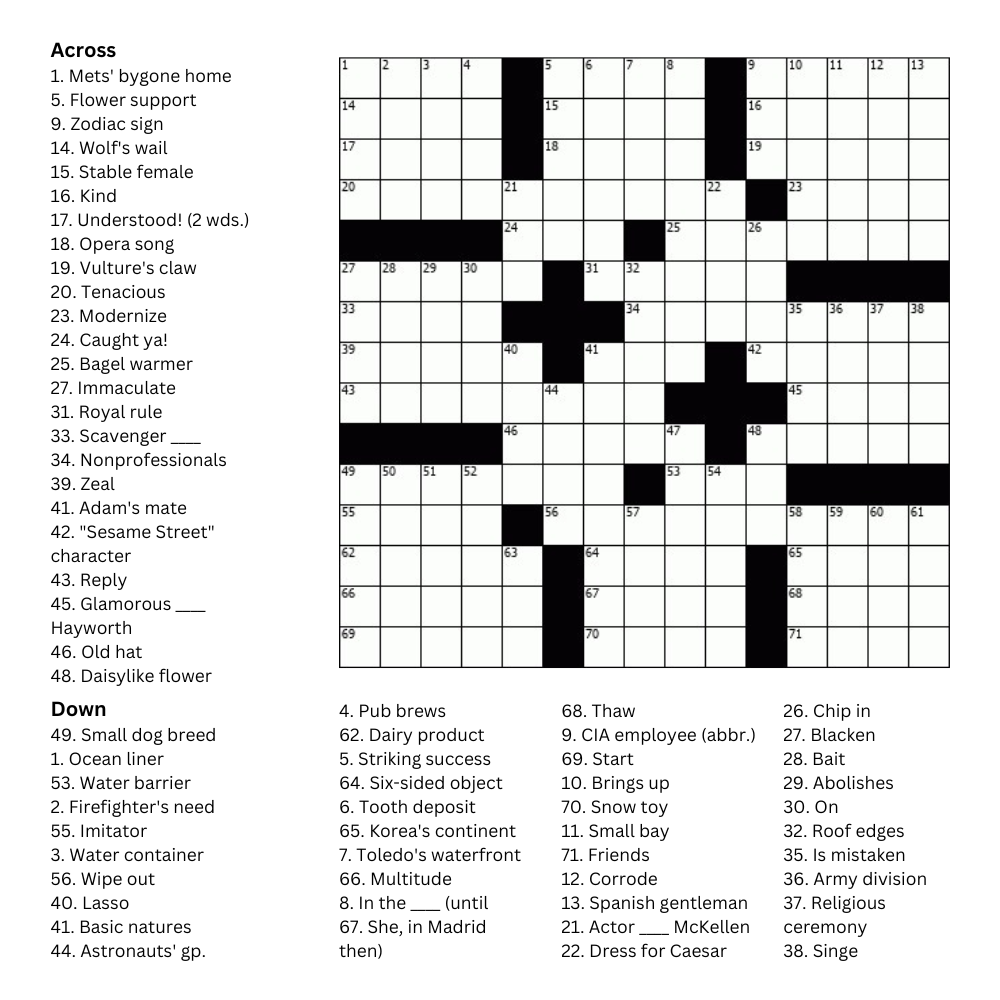 Across
1. Mets' bygone home
5. Flower support
9. Zodiac sign
14. Wolf's wail
15. Stable female
16. Kind
17. Understood! (2 wds.)
18. Opera song
19. Vulture's claw
20. Tenacious
23. Modernize
24. Caught ya!
25. Bagel warmer
27. Immaculate
31. Royal rule
33. Scavenger ____
34. Nonprofessionals
39. Zeal
41. Adam's mate
42. "Sesame Street"
character
43. Reply
45. Glamorous ____
Hayworth
46. Old hat
48. Daisylike flower
1 2 3 4 5 6 7 8 9 10 11 12 13
14 15 16
17 18 19
20 21 22 23
24 25 26
27 28 29 30 31 32
33 34 35 36 37 38
39 40 41 42
43 44 45
46 47 48
49 50 51 52 53 54
55 56 57 58 59 60 61
62 63 64 65
66 67 68
69 70 71
Down
49. Small dog breed
1. Ocean liner
53. Water barrier
2. Firefighter's need
55. Imitator
3. Water container
56. Wipe out
40. Lasso
41. Basic natures
44. Astronauts' gp.
4. Pub brews
62. Dairy product
5. Striking success
64. Six-sided object
6. Tooth deposit
65. Korea's continent
7. Toledo's waterfront
66. Multitude
8. In the ____ (until
67. She, in Madrid
then)
68. Thaw
9. CIA employee (abbr.)
69. Start
10. Brings up
70. Snow toy
11. Small bay
71. Friends
12. Corrode
13. Spanish gentleman
21. Actor ____ McKellen
22. Dress for Caesar
26. Chip in
27. Blacken
28. Bait
29. Abolishes
30. On
32. Roof edges
35. Is mistaken
36. Army division
37. Religious
ceremony
38. Singe